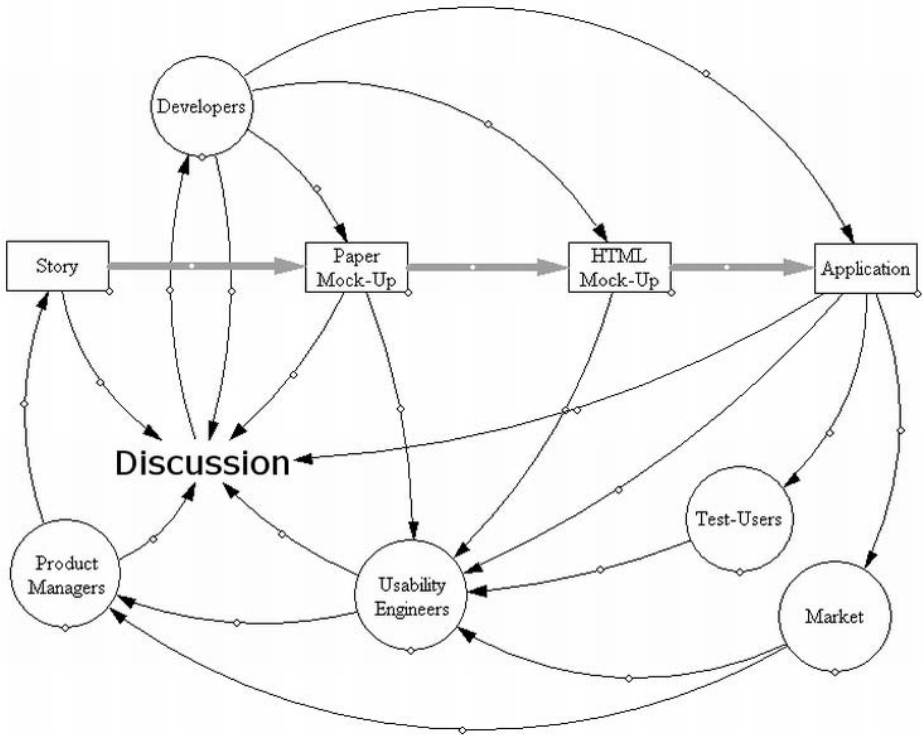 Developers
Story
Paper
Mock-Up
HTML
Mock-Up
Application
Discussion
Test-Users
Product
Managers
Usability
Engineers
Market